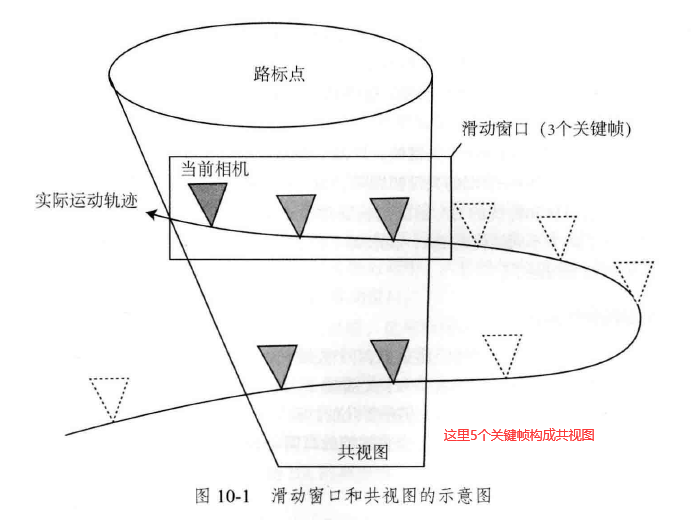 路标点
滑动窗口（3个关键帧）
当前相机
实际运动轨迹
这里5个关键帧构成共视图
共视图
图 10-1 滑动窗口和共视图的示意图